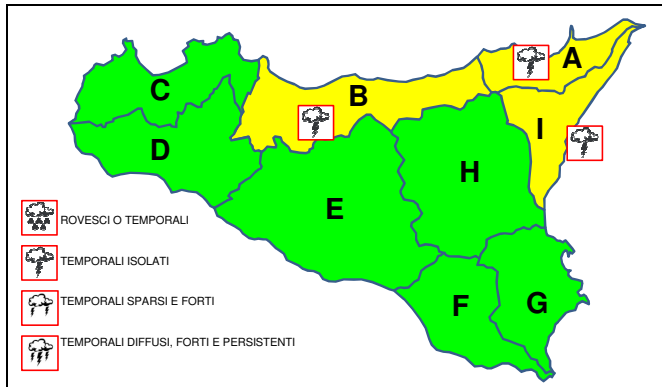 A
B
C
I
D
H
E
ROVESCI O TEMPORALI
TEMPORALI ISOLATI
TEMPORALI SPARSI E FORTI
F
G
TEMPORALI DIFFUSI, FORTI E PERSISTENTI